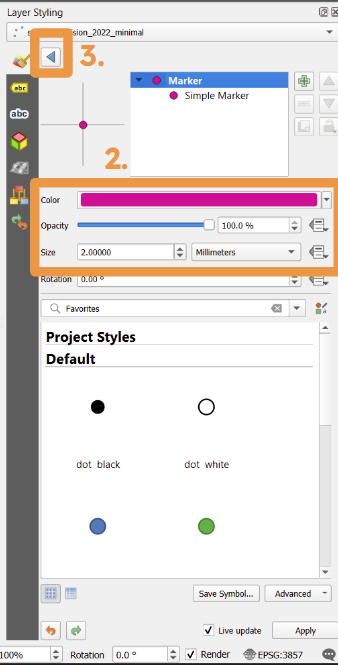 Layer Styling
sion_2022_minimal
3.
abc
abc
Marker
Simple Marker
2.
Color
Opacity
100.0 %
Size
2.00000
Millimeters
Rotation
0.00 °
Favorites
Project Styles
Default
dot black
dot white
Save Symbol...
Advanced
Live update
Apply
100%
Rotation
0.0 °
Render
EPSG:3857